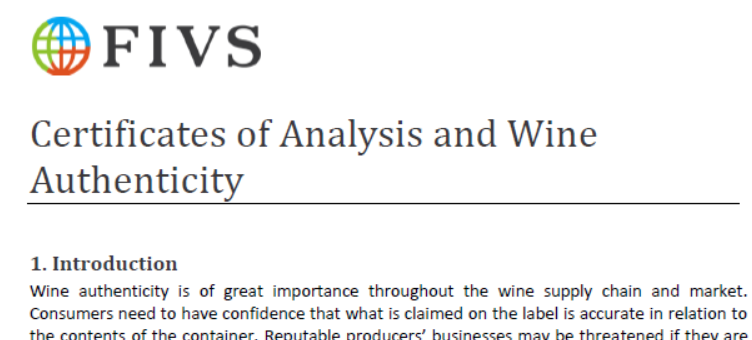 FIVS
Certificates of Analysis and Wine
Authenticity
1. Introduction
Wine authenticity is of great importance throughout the wine supply chain and market.
Consumers need to have confidence that what is claimed on the label is accurate in relation to
the contents of the container. Reputable producers' businesses may be threatened if they are